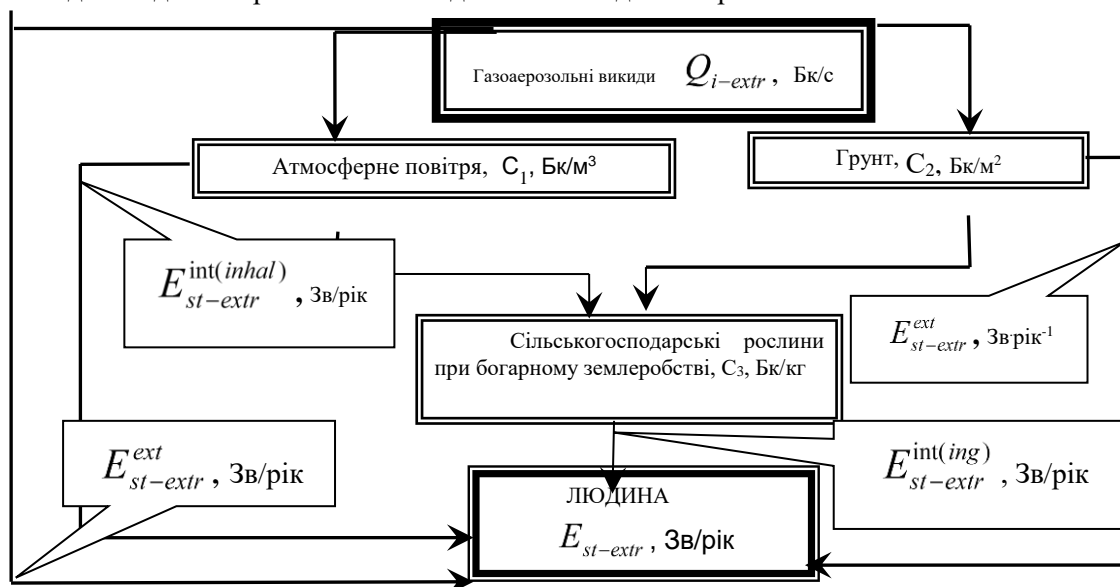 Газоаерозольні викиди Q i-extr , Бк/с
Атмосферне повітря, C1, Бк/м³
Грунт, C2, Бк/м²
E st-extr int(inhal) , Зв/рік
E st-extr ext , Зв·рік-1
Сільськогосподарські рослини
при богарному землеробстві, C3, Бк/кг
E st-extr ext , Зв/рік
E st-extr int(ing) , Зв/рік
ЛЮДИНА
E st-extr , Зв/рік